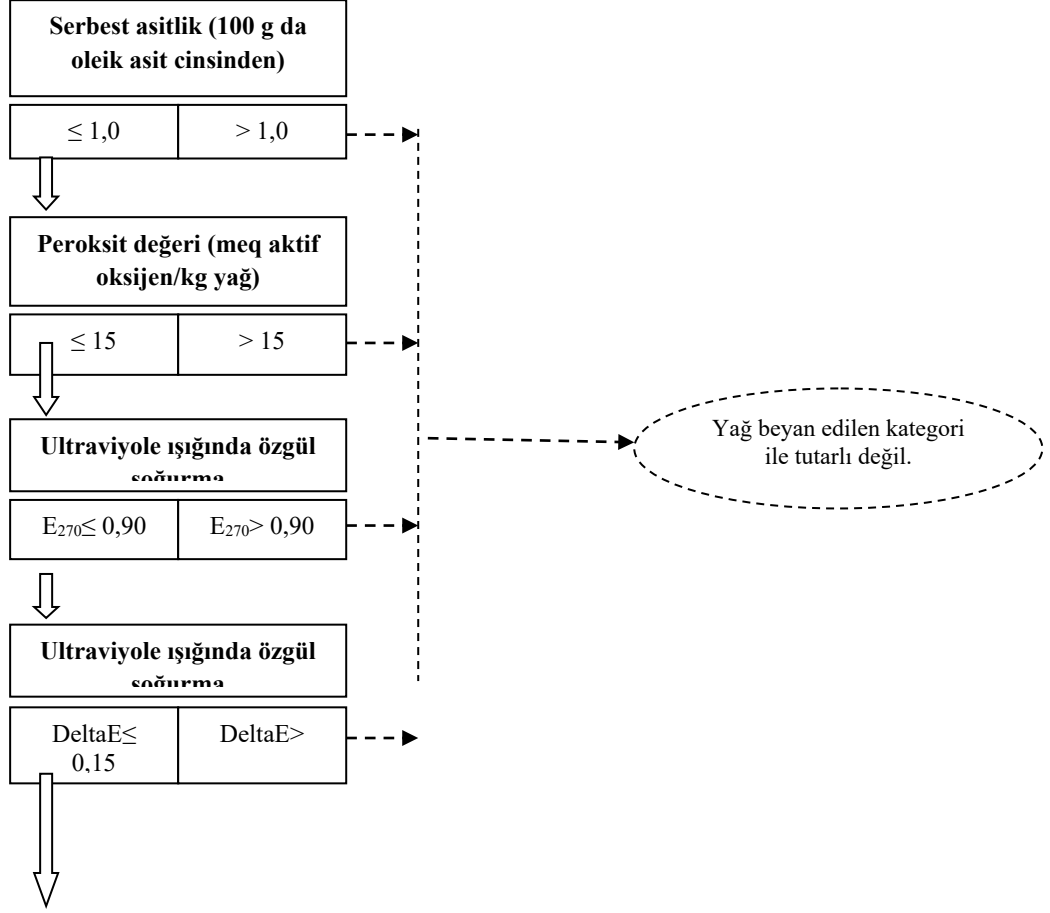 Serbest asitlik (100 g da
oleik asit cinsinden)
≤ 1,0
> 1,0
Peroksit değeri (meq aktif
oksijen/kg yağ)
≤ 15
> 15
Ultraviyole ışığında özgül
soğurma
Yağ beyan edilen kategori
ile tutarlı değil.
E270≤ 0,90
E270> 0,90
Ultraviyole ışığında özgül
soğurma
DeltaE≤
0,15
DeltaE>